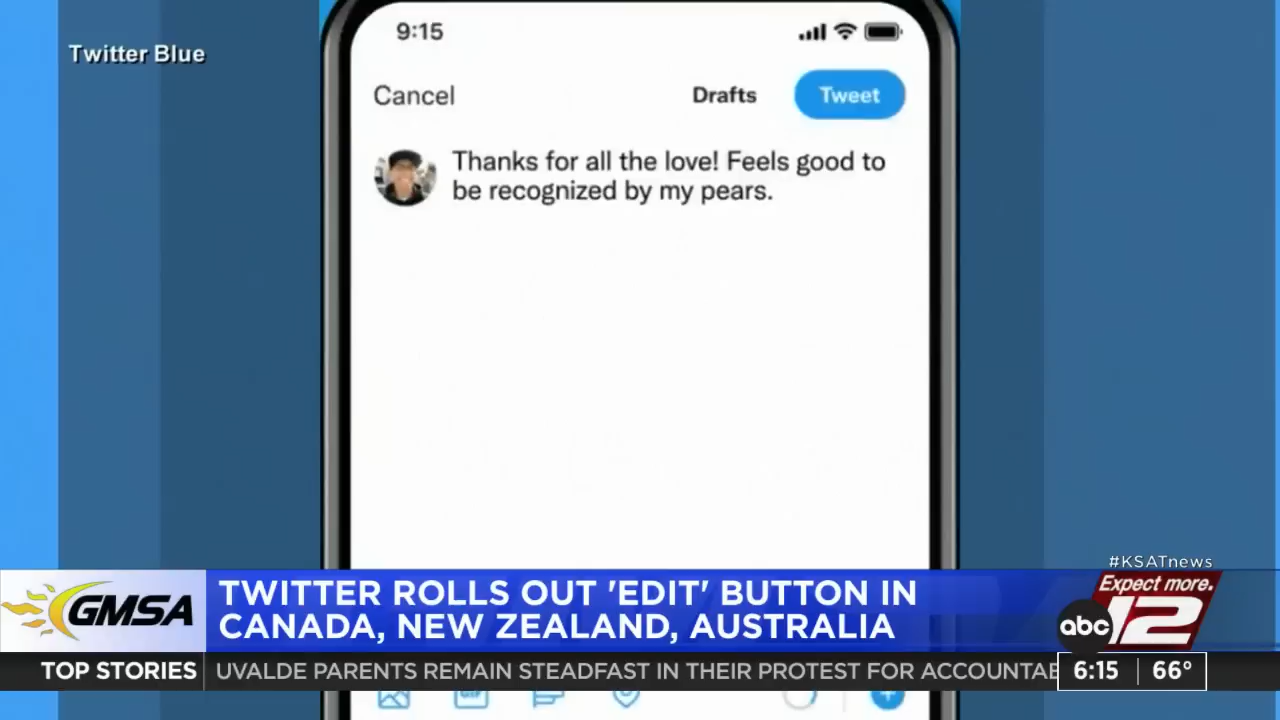 Twitter Blue
9:15
Cancel
Drafts
Tweet
Thanks for all the love! Feels good to
be recognized by my pears.
#KSATnews
GMSA
TWITTER ROLLS OUT 'EDIT' BUTTON IN
CANADA, NEW ZEALAND, AUSTRALIA
Expect more.
abc 12
TOP STORIES
UVALDE PARENTS REMAIN STEADFAST IN THEIR PROTEST FOR ACCOUNTAB
6:15
66°
GIF